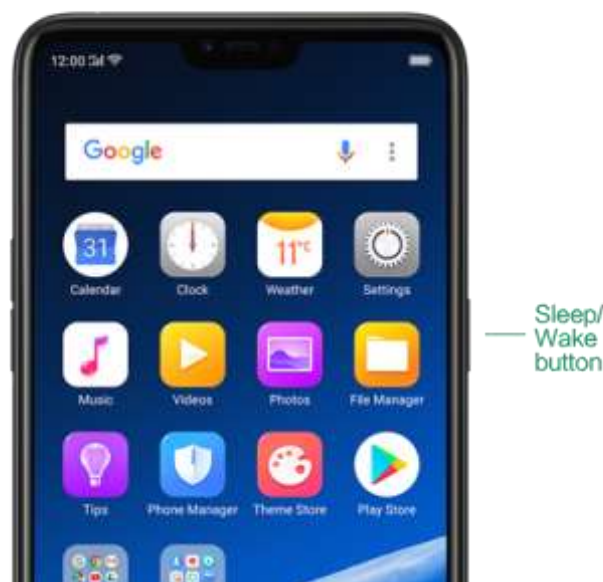 12:00
Google
31
11°C
Calendar Clock Weather Settings
Sleep/
Wake
button
Music Videos Photos File Manager
Tips Phone Manager Theme Store Play Store